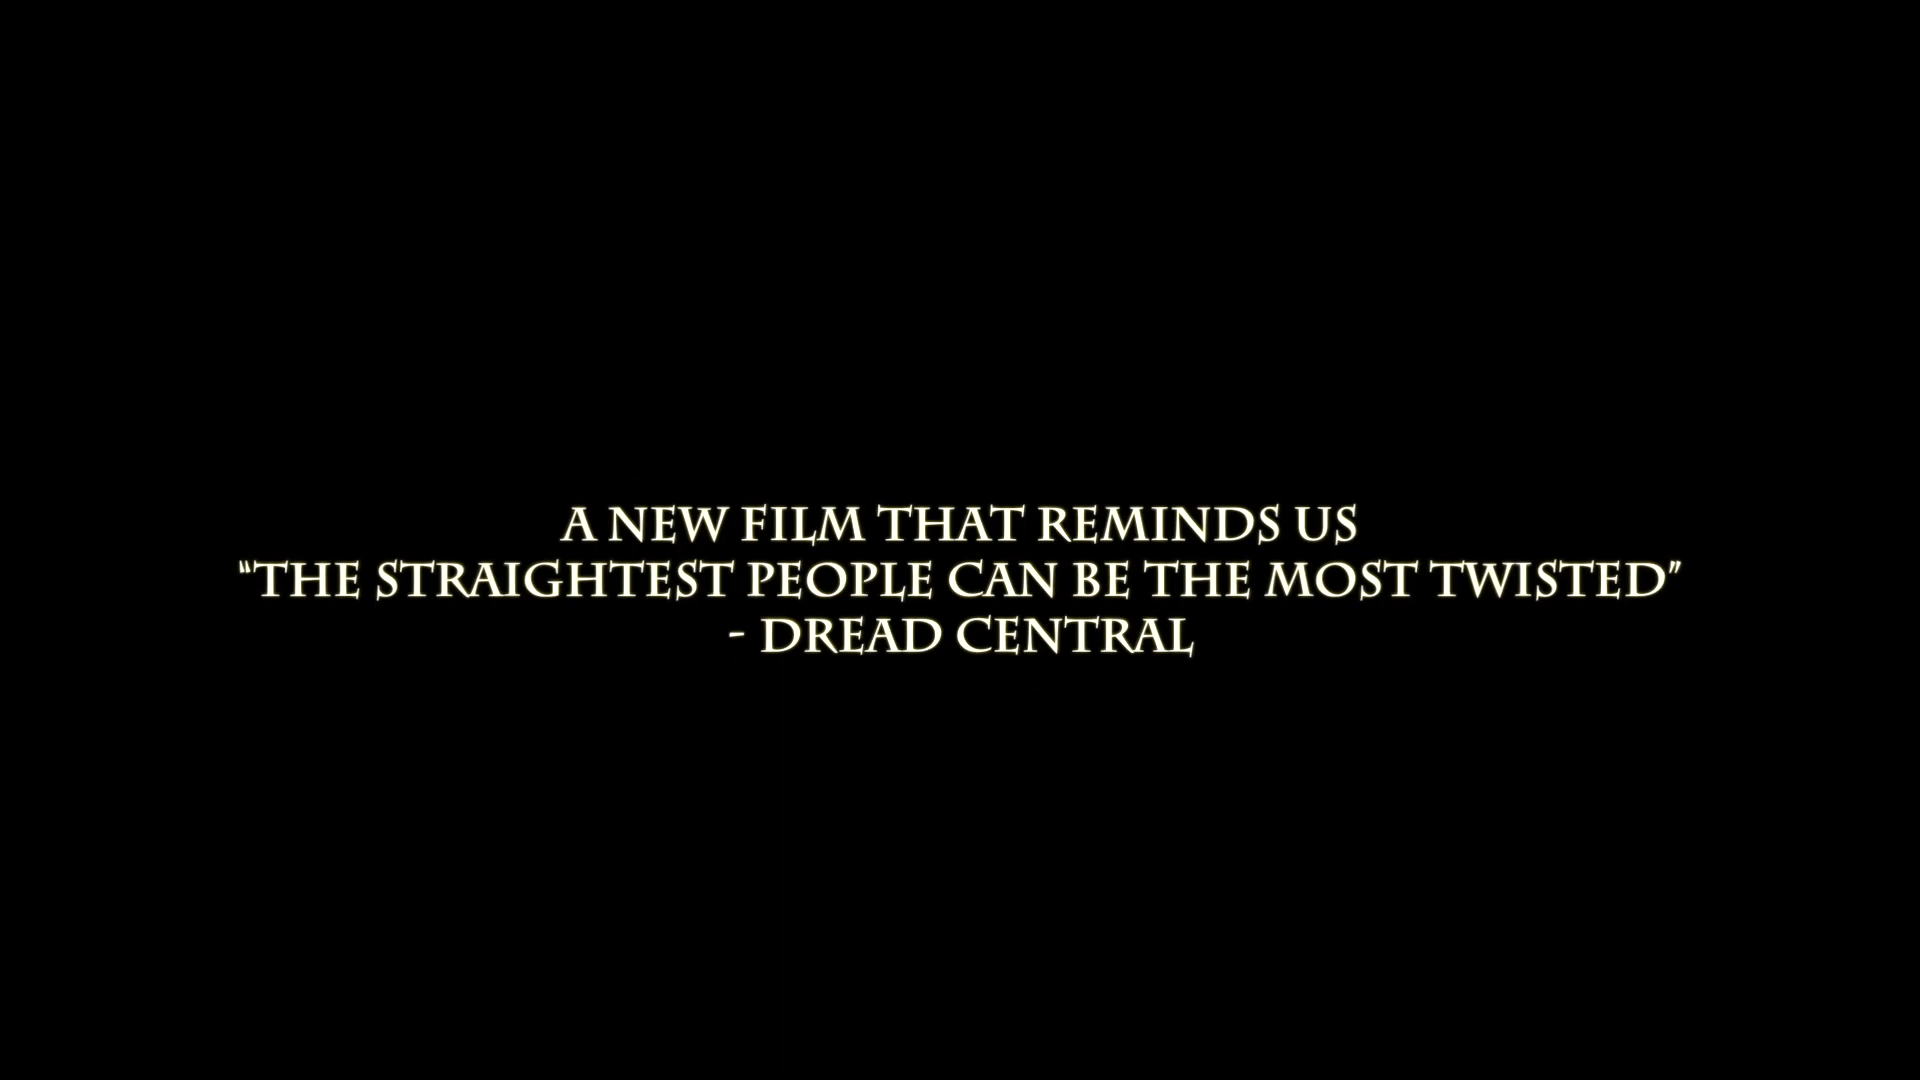 A NEW FILM THAT REMINDS US
“THE STRAIGHTEST PEOPLE CAN BE THE MOST TWISTED”
- DREAD CENTRAL